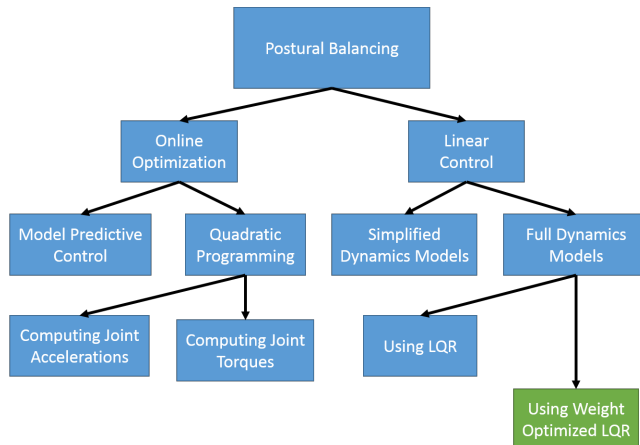 Postural Balancing
Online
Optimization
Linear
Control
Model Predictive
Control
Quadratic
Programming
Simplified
Dynamics Models
Full Dynamics
Models
Computing Joint
Accelerations
Computing Joint
Torques
Using LQR
Using Weight
Optimized LQR